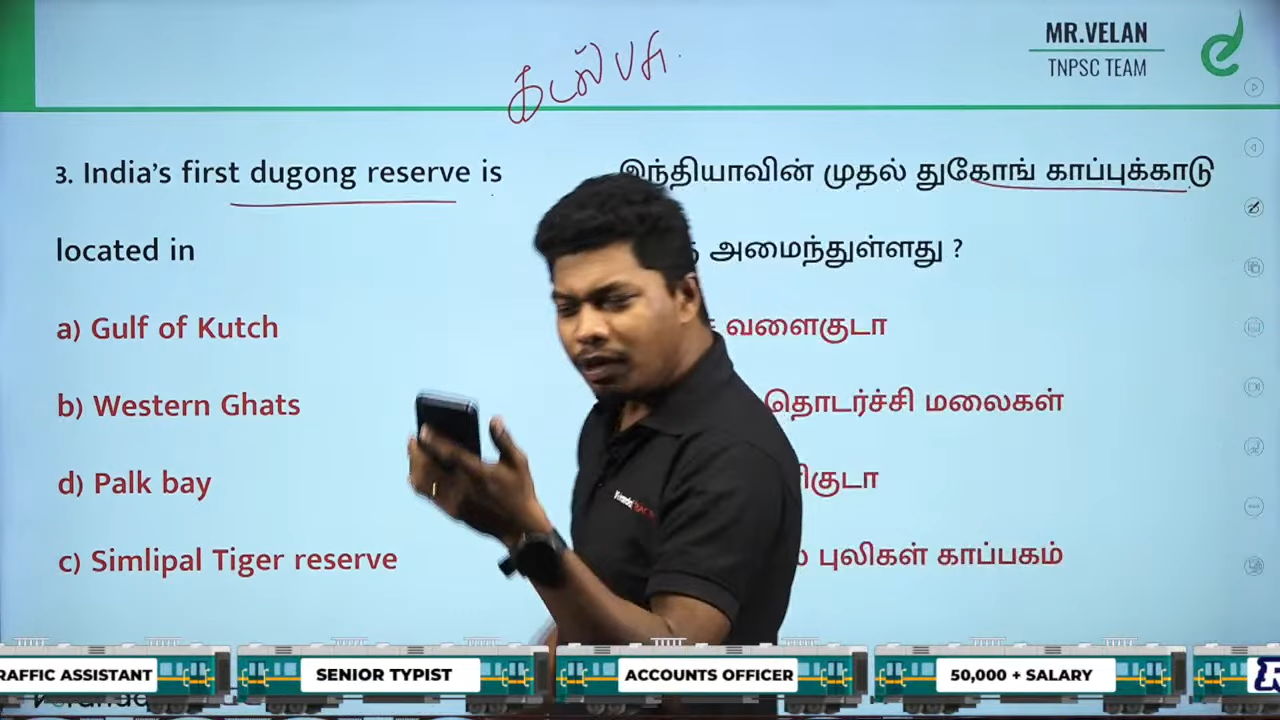 MR.VELAN
TNPSC TEAM
கடல் பசு
3. India's first dugong reserve is
located in
a) Gulf of Kutch
b) Western Ghats
d) Palk bay
c) Simlipal Tiger reserve
இந்தியாவின் முதல் துகோங் காப்புக்காடு
அமைந்துள்ளது ?
வளைகுடா
தொடர்ச்சி மலைகள்
புலிகள் காப்பகம்
RAFFIC ASSISTANT
SENIOR TYPIST
ACCOUNTS OFFICER
50,000 + SALARY